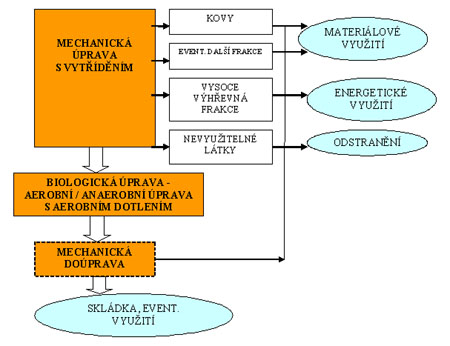 MECHANICKÁ
ÚPRAVA
S VYTŘÍDĚNÍM
KOVY
EVENT. DALŠÍ FRAKCE
VYSOCE
VÝHŘEVNÁ
FRAKCE
NEVYUŽITELNÉ
LÁTKY
MATERIÁLOVÉ
VYUŽITÍ
ENERGETICKÉ
VYUŽITÍ
ODSTRANĚNÍ
BIOLOGICKÁ ÚPRAVA -
AEROBNÍ / ANAEROBNÍ ÚPRAVA
S AEROBNÍM DOTLENÍM
MECHANICKÁ
DOÚPRAVA
SKLÁDKA, EVENT.
VYUŽITÍ